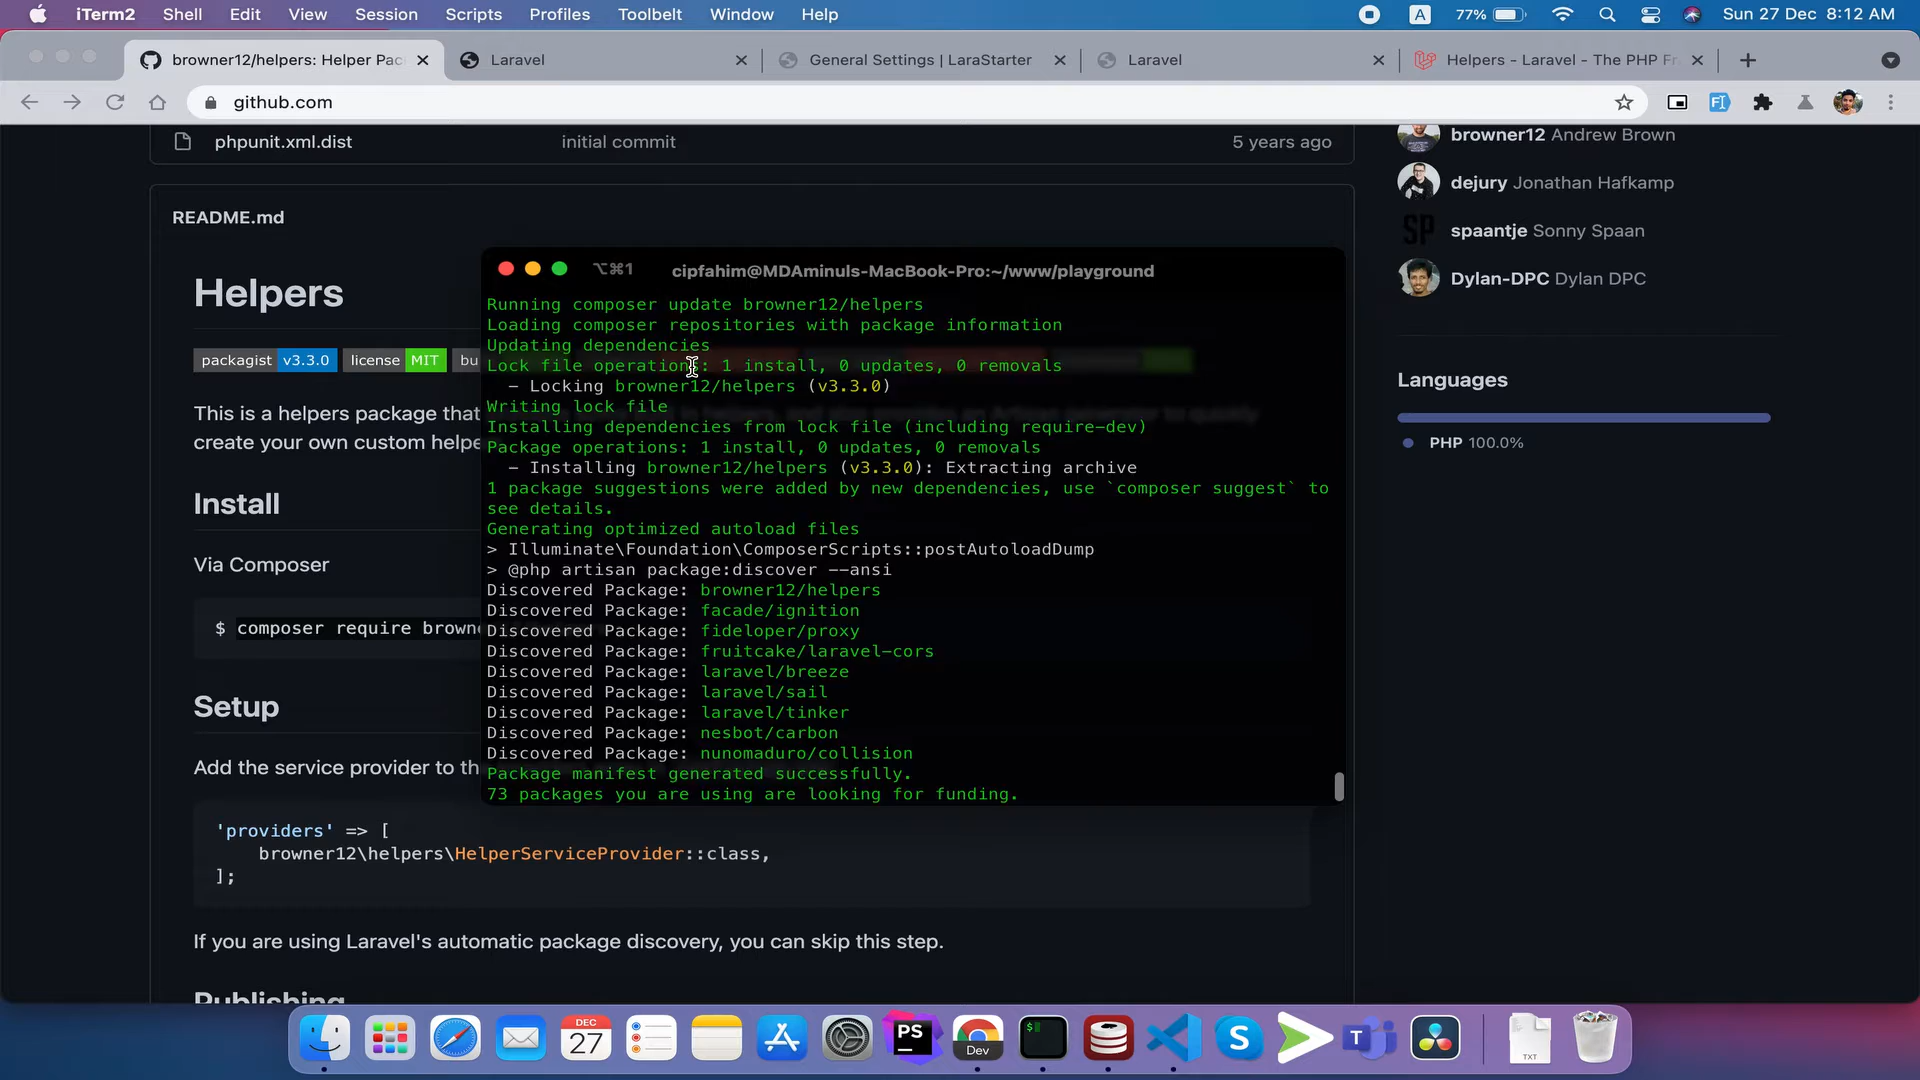 iTerm2 Shell Edit View Session Scripts Profiles Toolbelt Window Help A 77% Sun 27 Dec 8:12 AM
browner12/helpers: Helper Pac Laravel General Settings | LaraStarter Laravel Helpers - Laravel - The PHP Fr
github.com
phpunit.xml.dist initial commit 5 years ago
browner12 Andrew Brown
dejury Jonathan Hafkamp
SP spaantje Sonny Spaan
Dylan-DPC Dylan DPC
Languages
PHP 100.0%
README.md
Helpers
packagist v3.3.0 license MIT bu
This is a helpers package that
create your own custom helpe
Install
Via Composer
$ composer require browne
Setup
Add the service provider to th
'providers' => [
browner12\helpers\HelperServiceProvider::class,
];
If you are using Laravel's automatic package discovery, you can skip this step.
Publishing
⌥⌘1 cipfahim@MDAminuls-MacBook-Pro:~/www/playground
Running composer update browner12/helpers
Loading composer repositories with package information
Updating dependencies
Lock file operations: 1 install, 0 updates, 0 removals
– Locking browner12/helpers (v3.3.0)
Writing lock file
Installing dependencies from lock file (including require-dev)
Package operations: 1 install, 0 updates, 0 removals
– Installing browner12/helpers (v3.3.0): Extracting archive
1 package suggestions were added by new dependencies, use `composer suggest` to
see details.
Generating optimized autoload files
> Illuminate\Foundation\ComposerScripts::postAutoloadDump
> @php artisan package:discover --ansi
Discovered Package: browner12/helpers
Discovered Package: facade/ignition
Discovered Package: fideloper/proxy
Discovered Package: fruitcake/laravel-cors
Discovered Package: laravel/breeze
Discovered Package: laravel/sail
Discovered Package: laravel/tinker
Discovered Package: nesbot/carbon
Discovered Package: nunomaduro/collision
Package manifest generated successfully.
73 packages you are using are looking for funding.
DEC
27
PS
Dev
$
S
T
TXT